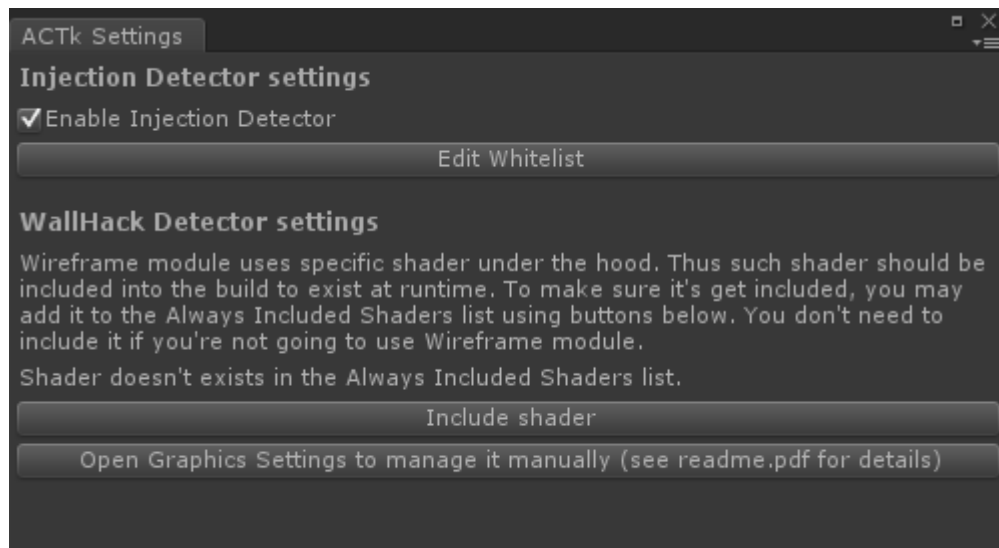 ACTk Settings
Injection Detector settings
Enable Injection Detector
Edit Whitelist
WallHack Detector settings
Wireframe module uses specific shader under the hood. Thus such shader should be
included into the build to exist at runtime. To make sure it's get included, you may
add it to the Always Included Shaders list using buttons below. You don't need to
include it if you're not going to use Wireframe module.
Shader doesn't exists in the Always Included Shaders list.
Include shader
Open Graphics Settings to manage it manually (see readme.pdf for details)